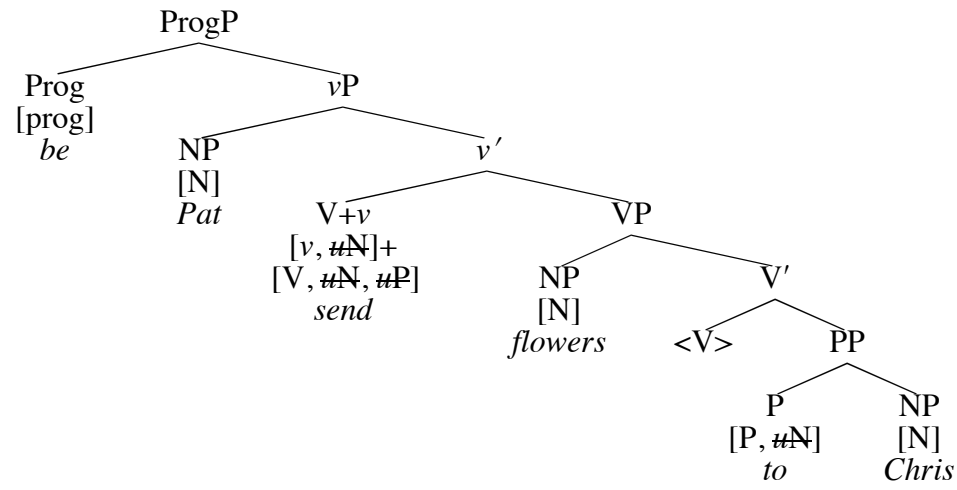 ProgP
Prog vP
[prog]
be NP v′
[N]
Pat V+v VP
[v, uN]+
[V, uN, uP] NP V′
send [N]
flowers <V> PP
P NP
[P, uN] [N]
to Chris